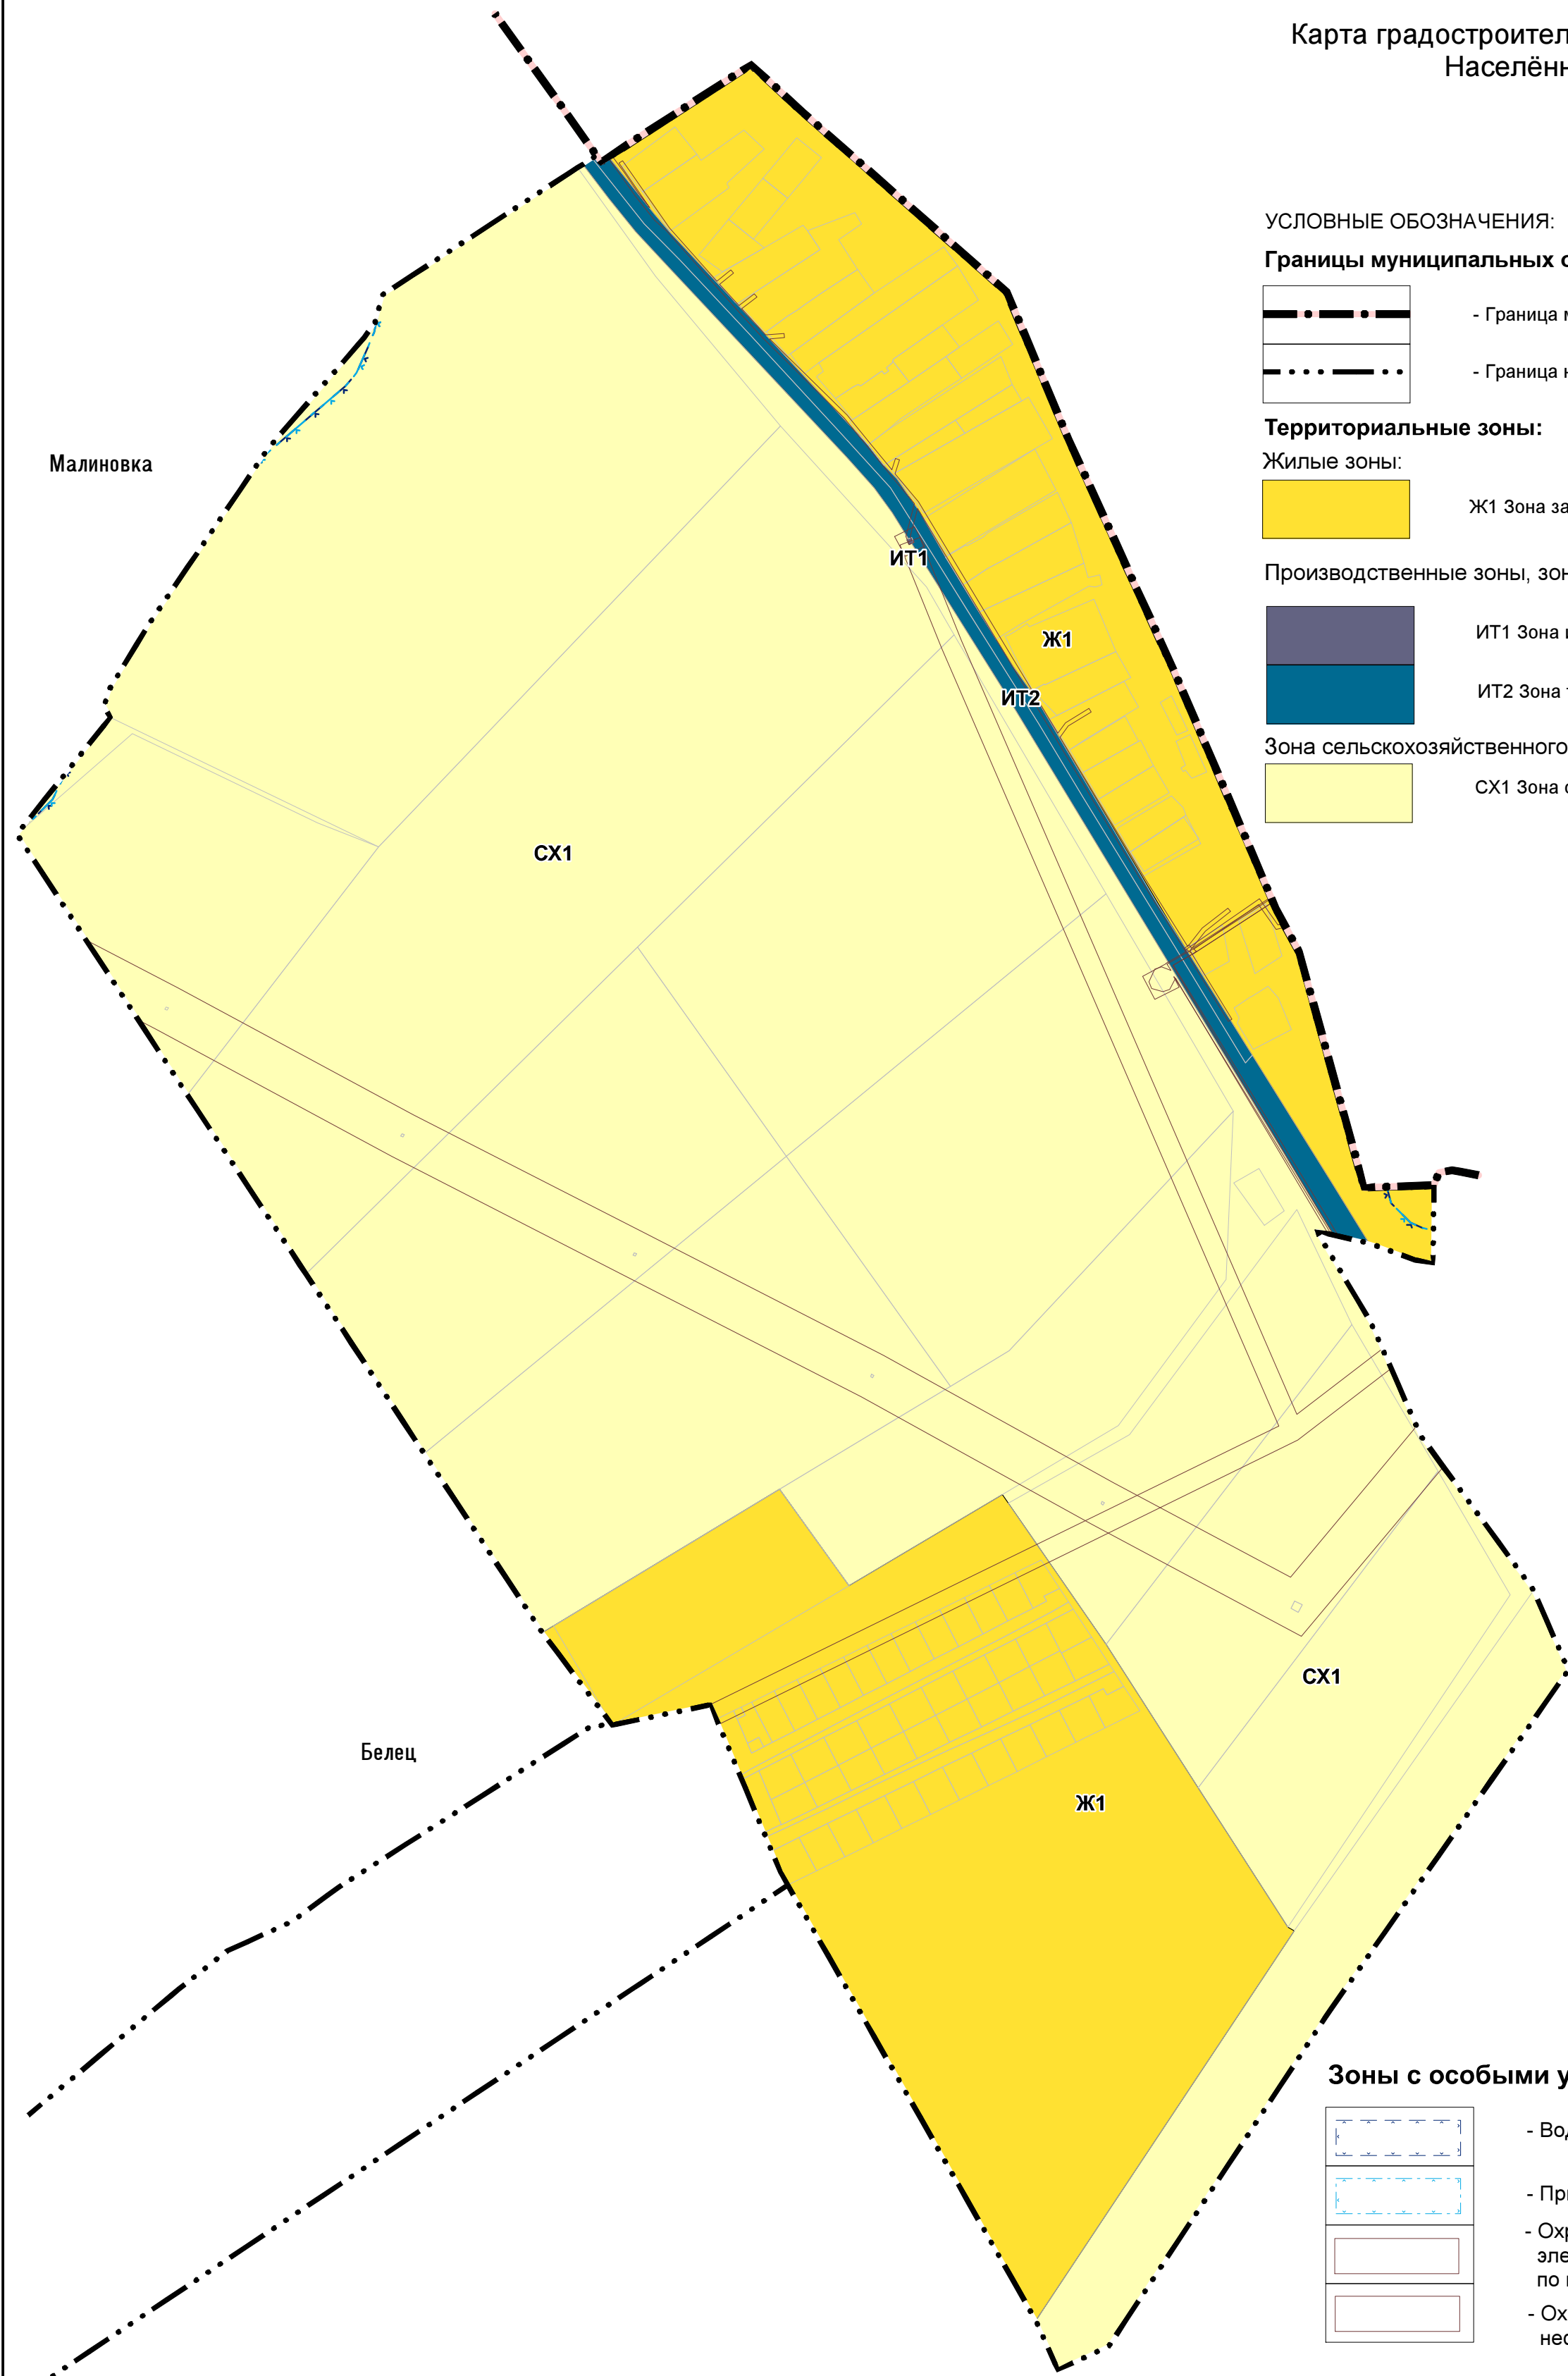 Карта градостроител
Населённ
УСЛОВНЫЕ ОБОЗНАЧЕНИЯ:
Границы муниципальных о
- Граница м
- Граница н
Территориальные зоны:
Жилые зоны:
Ж1 Зона за
Производственные зоны, зон
ИТ1 Зона и
ИТ2 Зона т
Зона сельскохозяйственного
СХ1 Зона с
Малиновка
ИТ1
Ж1
ИТ2
СХ1
СХ1
Белец
Ж1
Зоны с особыми у
- Вод
- При
- Охр
эле
по
- Ох
нес